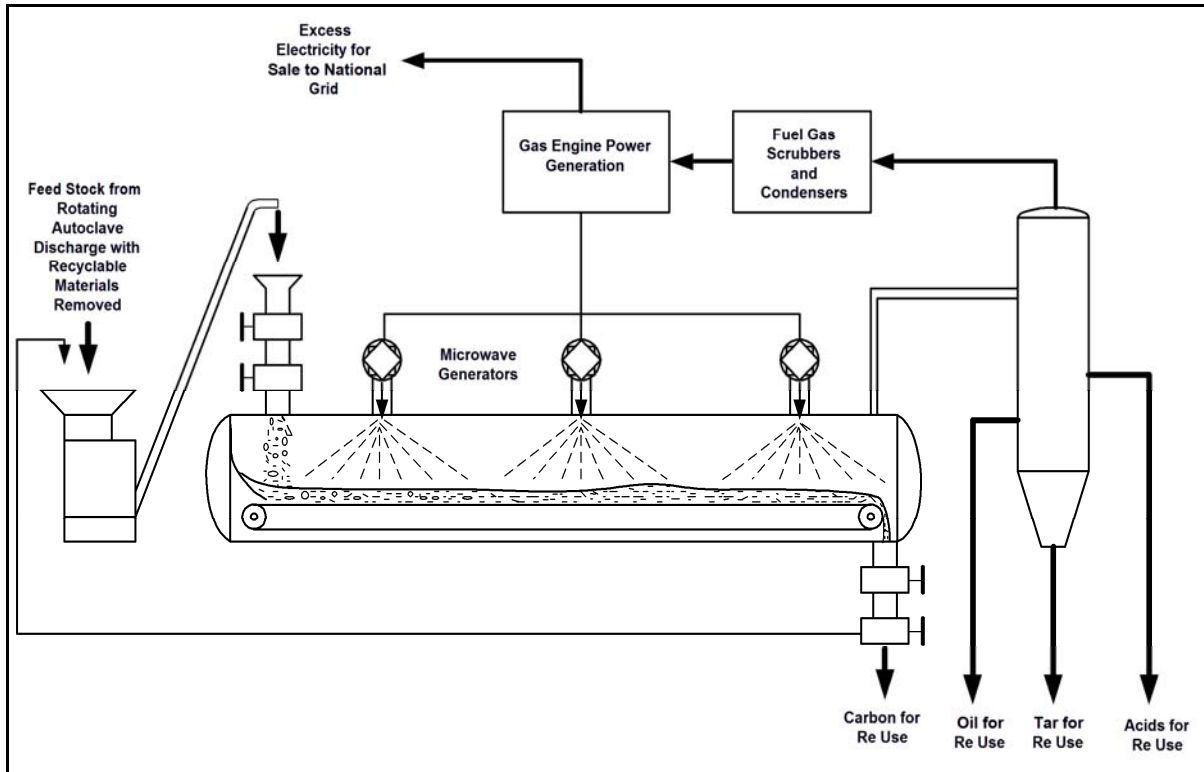 Excess
Electricity for
Sale to National
Grid
Gas Engine Power
Generation
Fuel Gas
Scrubbers
and
Condensers
Feed Stock from
Rotating
Autoclave
Discharge with
Recyclable
Materials
Removed
Microwave
Generators
Carbon for
Re Use
Oil for
Re Use
Tar for
Re Use
Acids for
Re Use